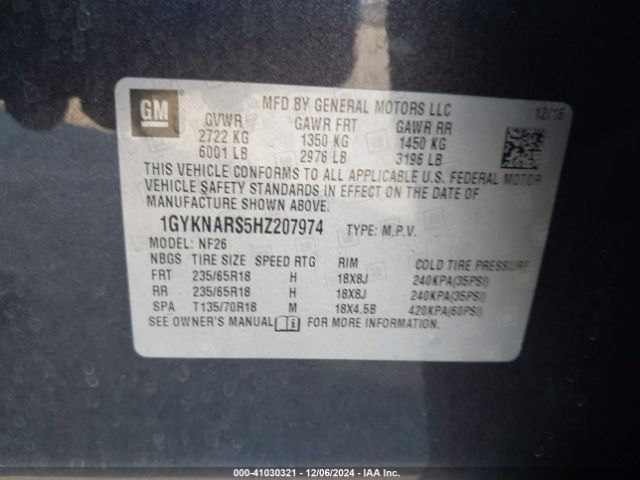 GM
MFD BY GENERAL MOTORS LLC 12/16
GVWR GAWR FRT GAWR RR
2722 KG 1350 KG 1450 KG
6001 LB 2976 LB 3196 LB
THIS VEHICLE CONFORMS TO ALL APPLICABLE U.S. FEDERAL MOTOR
VEHICLE SAFETY STANDARDS IN EFFECT ON THE DATE OF
MANUFACTURE SHOWN ABOVE.
1GYKNARS5HZ207974 TYPE: M.P.V.
MODEL: NF26
NBGS TIRE SIZE SPEED RTG RIM COLD TIRE PRESSURE
FRT 235/65R18 H 18X8J 240KPA(35PSI)
RR 235/65R18 H 18X8J 240KPA(35PSI)
SPA T135/70R18 M 18X4.5B 420KPA(60PSI)
SEE OWNER'S MANUAL FOR MORE INFORMATION.
000-41030321 - 12/06/2024 - IAA Inc.